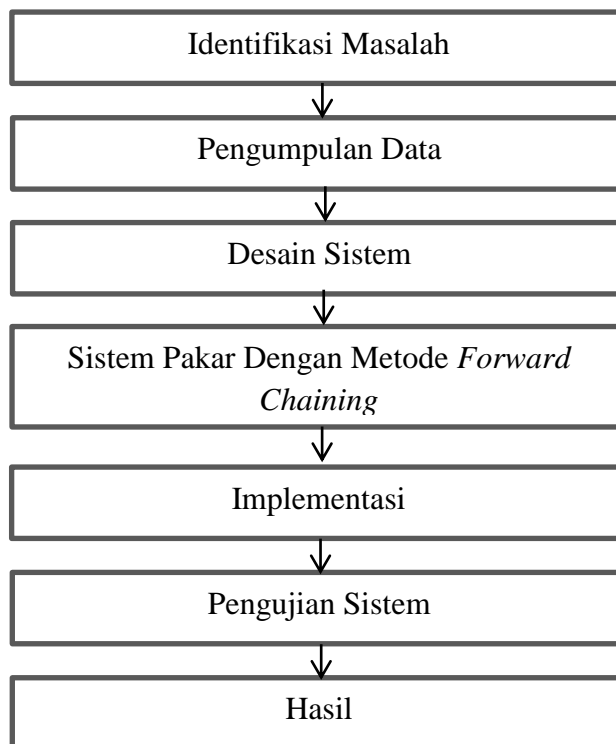 Identifikasi Masalah
Pengumpulan Data
Desain Sistem
Sistem Pakar Dengan Metode Forward
Chaining
Implementasi
Pengujian Sistem
Hasil